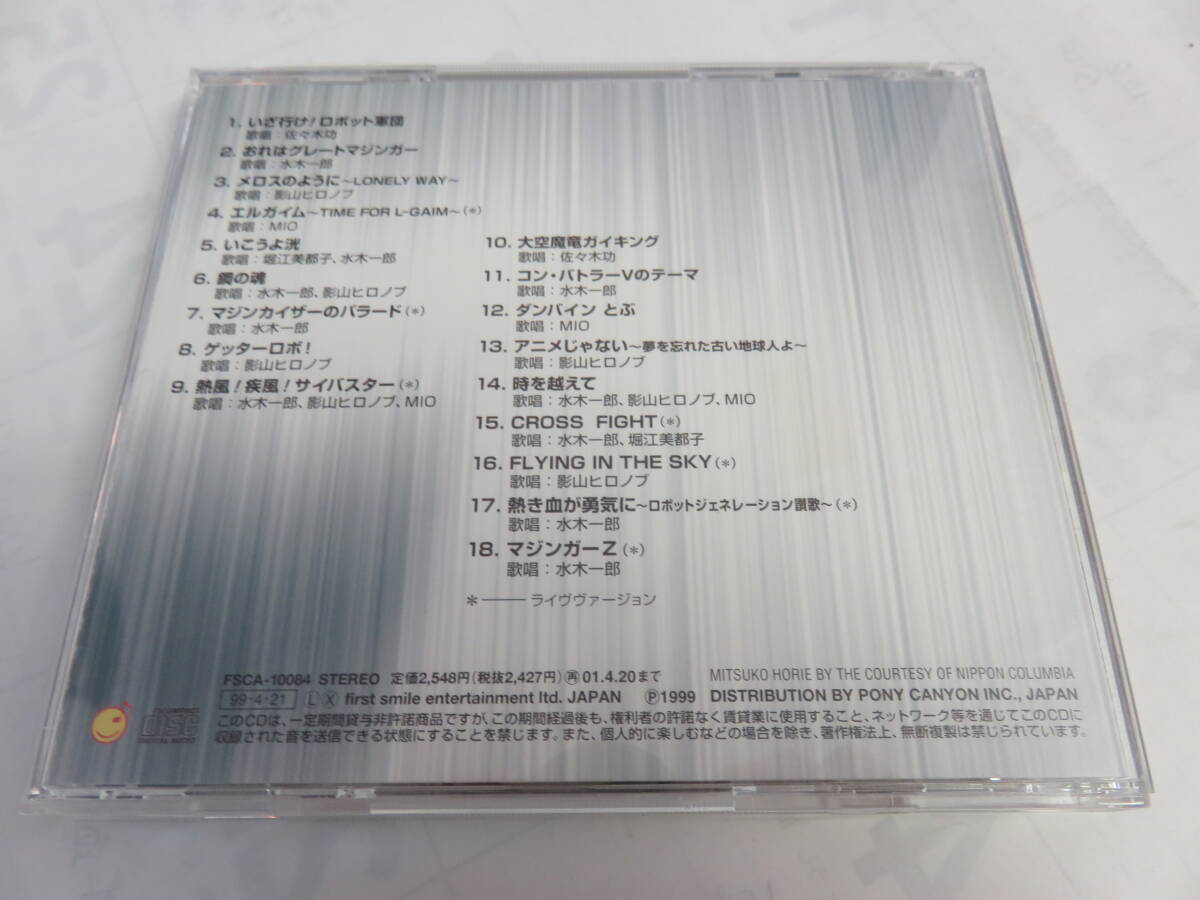 1. いざ行け!ロボット軍団
歌唱:佐々木功
2. おれはグレートマジンガー
歌唱:水木一郎
3. メロスのように〜LONELY WAY〜
歌唱:影山ヒロノブ
4. エルガイム〜TIME FOR L-GAIM〜(*)
歌唱:MIO
5. いこうよ洸
歌唱:堀江美都子、水木一郎
6. 鋼の魂
歌唱:水木一郎、影山ヒロノブ
7. マジンカイザーのバラード(*)
歌唱:水木一郎
8. ゲッターロボ!
歌唱:影山ヒロノブ
9. 熱風!疾風!サイバスター(*)
歌唱:水木一郎、影山ヒロノブ、MIO
10. 大空魔竜ガイキング
歌唱:佐々木功
11. コン・バトラーVのテーマ
歌唱:水木一郎
12. ダンバイン とぶ
歌唱:MIO
13. アニメじゃない〜夢を忘れた古い地球人よ〜
歌唱:影山ヒロノブ
14. 時を越えて
歌唱:水木一郎、影山ヒロノブ、MIO
15. CROSS FIGHT(*)
歌唱:水木一郎、堀江美都子
16. FLYING IN THE SKY(*)
歌唱:影山ヒロノブ
17. 熱き血が勇気に〜ロボットジェネレーション讃歌〜(*)
歌唱:水木一郎
18. マジンガーZ(*)
歌唱:水木一郎
*―― ライヴヴァージョン
FSCA-10084 STEREO 定価2,548円(税抜2,427円)再01.4.20まで
MITSUKO HORIE BY THE COURTESY OF NIPPON COLUMBIA
99・4・21 L X first smile entertainment ltd. JAPAN Ⓟ1999 DISTRIBUTION BY PONY CANYON INC., JAPAN
COMPACT DISC DIGITAL AUDIO
このCDは、一定期間貸与非許諾商品ですが、この期間経過後も、権利者の許諾なく賃貸業に使用すること、ネットワーク等を通じてこのCDに
収録された音を送信できる状態にすることを禁じます。また、個人的に楽しむなどの場合を除き、著作権法上、無断複製は禁じられています。